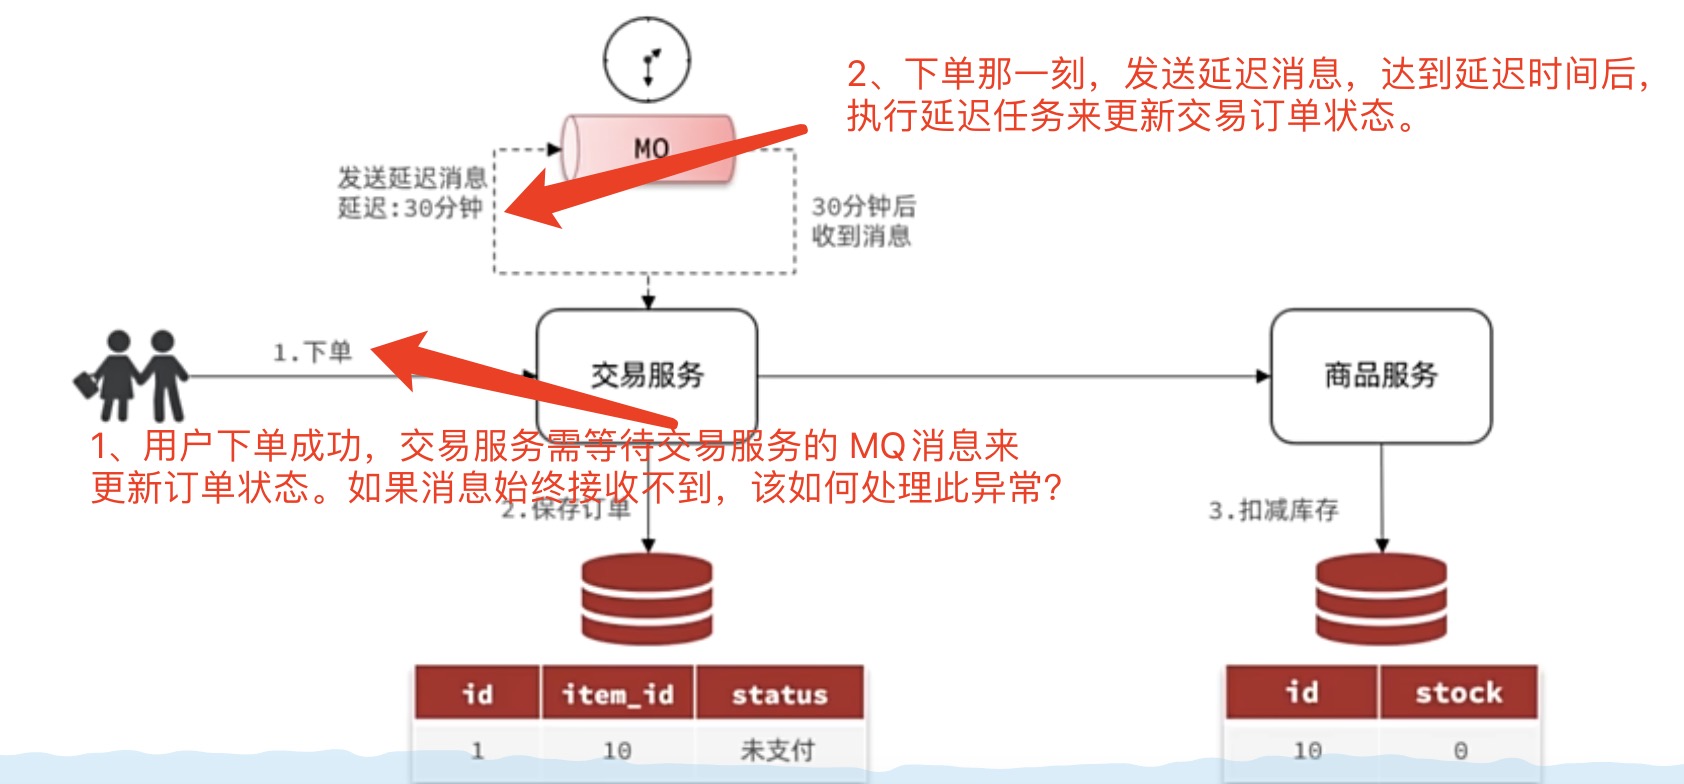 2、下单那一刻，发送延迟消息，达到延迟时间后，
执行延迟任务来更新交易订单状态。
MQ
发送延迟消息
延迟:30分钟
30分钟后
收到消息
1.下单
交易服务
商品服务
1、用户下单成功，交易服务需等待交易服务的 MQ 消息来
更新订单状态。如果消息始终接收不到，该如何处理此异常？
2.保存订单
3.扣减库存
id item_id status
1 10 未支付
id stock
10 0